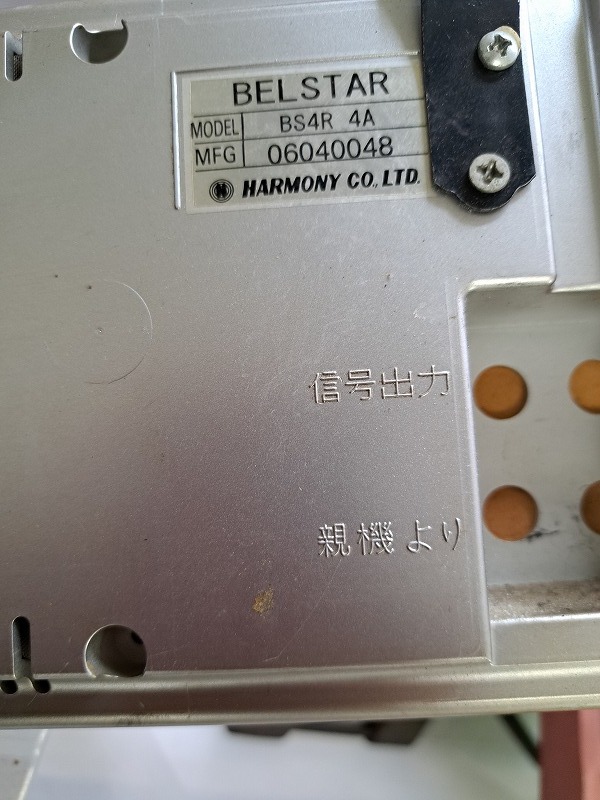 BELSTAR
MODEL BS4R 4A
MFG 06040048
HARMONY CO., LTD.
信号出力
親機より